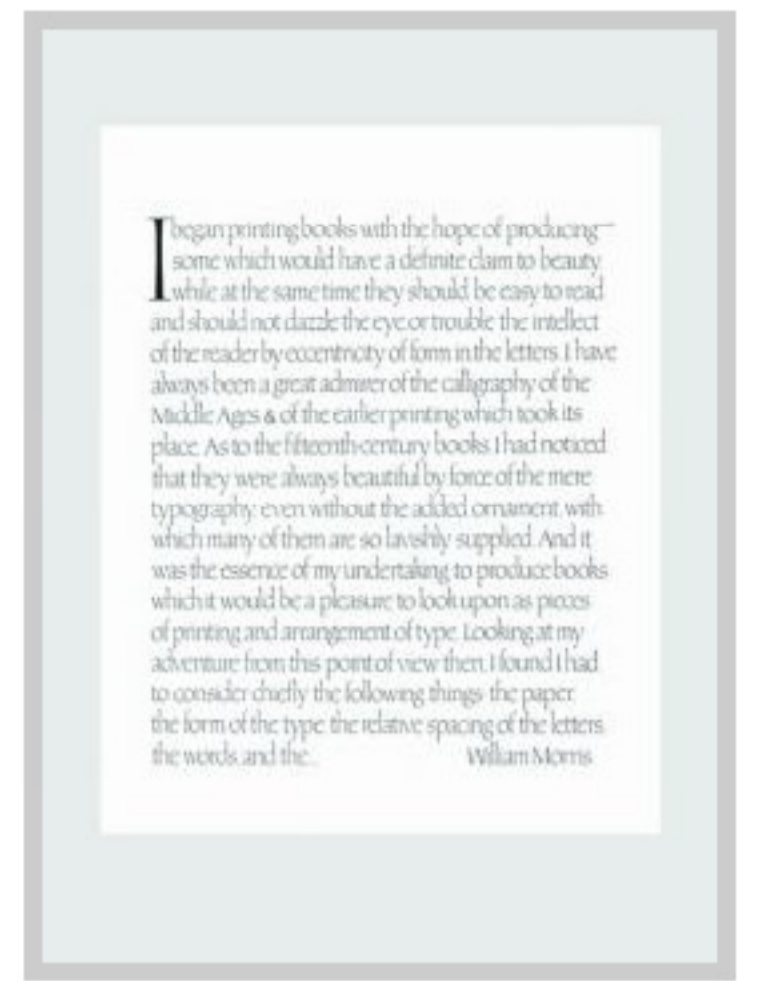 I began printing books with the hope of producing
some which would have a definite claim to beauty
while at the same time they should be easy to read
and should not dazzle the eye or trouble the intellect
of the reader by eccentricity of form in the letters. I have
always been a great admirer of the calligraphy of the
Middle Ages & of the earlier printing which took its
place. As to the fifteenth-century books I had noticed
that they were always beautiful by force of the mere
typography, even without the added ornament, with
which many of them are so lavishly supplied. And it
was the essence of my undertaking to produce books
which it would be a pleasure to look upon as pieces
of printing and arrangement of type. Looking at my
adventure from this point of view then, I found I had
to consider chiefly the following things: the paper,
the form of the type, the relative spacing of the letters,
the words, and the...
William Morris